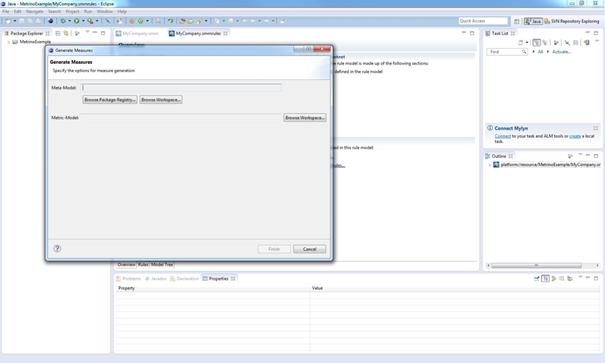 Java - MetrinoExample/MyCompany.smmrules - Eclipse
File Edit Navigate Search Project Run Window Help
Quick Access
Java
SVN Repository Exploring
Package Explorer
MetrinoExample
MyCompany.smm
MyCompany.smmrules
Task List
Find
All
Activate...
Generate Measures
Generate Measures
Specify the options for measure generation
Meta-Model:
Browse Package Registry...
Browse Workspace...
Metric-Model:
Browse Workspace...
Finish
Cancel
rule model is made up of the following sections:
defined in the rule model
ed in this rule model:
Connect Mylyn
Connect to your task and ALM tools or create a local
task.
Outline
platform:/resource/MetrinoExample/MyCompany.sr
Overview Rules Model Tree
Problems
Javadoc
Declaration
Properties
Property
Value